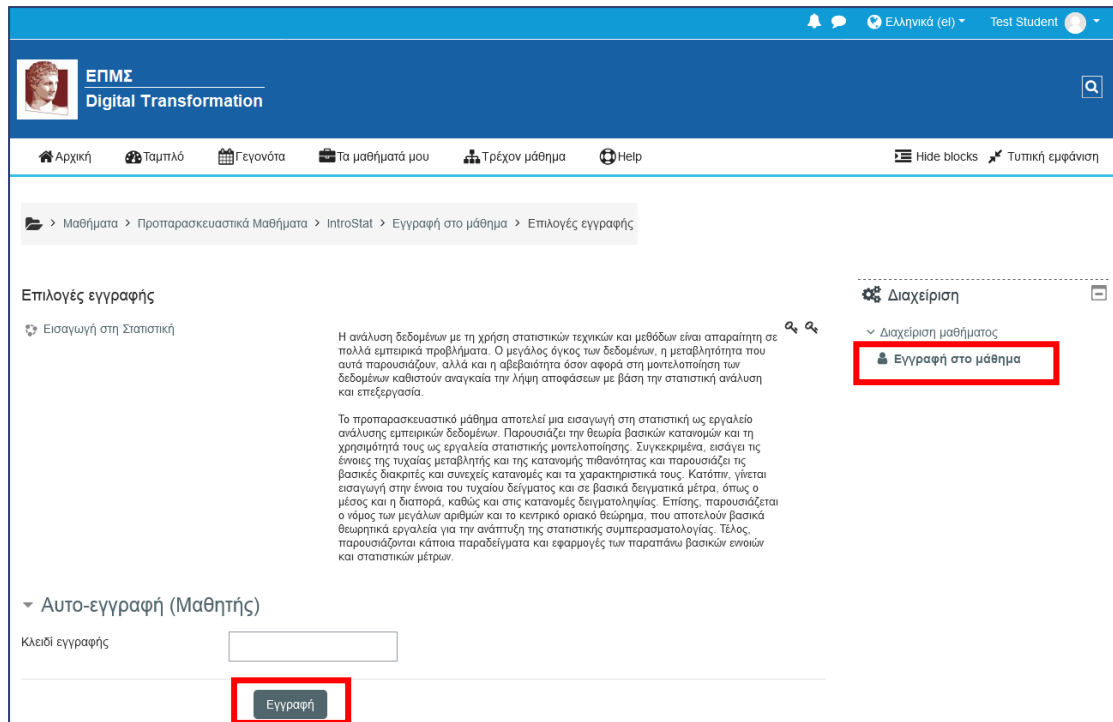 Ελληνικά (el) Test Student
ΕΠΜΣ
Digital Transformation
Αρχική Ταμπλό Γεγονότα Τα μαθήματά μου Τρέχον μάθημα Help Hide blocks Τυπική εμφάνιση
> Μαθήματα > Προπαρασκευαστικά Μαθήματα > IntroStat > Εγγραφή στο μάθημα > Επιλογές εγγραφής
Επιλογές εγγραφής
Εισαγωγή στη Στατιστική
Η ανάλυση δεδομένων με τη χρήση στατιστικών τεχνικών και μεθόδων είναι απαραίτητη σε
πολλά εμπειρικά προβλήματα. Ο μεγάλος όγκος των δεδομένων, η μεταβλητότητα που
αυτά παρουσιάζουν, αλλά και η αβεβαιότητα όσον αφορά στη μοντελοποίηση των
δεδομένων καθιστούν αναγκαία την λήψη αποφάσεων με βάση την στατιστική ανάλυση
και επεξεργασία.
Το προπαρασκευαστικό μάθημα αποτελεί μια εισαγωγή στη στατιστική ως εργαλείο
ανάλυσης εμπειρικών δεδομένων. Παρουσιάζει την θεωρία βασικών κατανομών και τη
χρησιμότητά τους ως εργαλεία στατιστικής μοντελοποίησης. Συγκεκριμένα, εισάγει τις
έννοιες της τυχαίας μεταβλητής και της κατανομής πιθανότητας και παρουσιάζει τις
βασικές διακριτές και συνεχείς κατανομές και τα χαρακτηριστικά τους. Κατόπιν, γίνεται
εισαγωγή στην έννοια του τυχαίου δείγματος και σε βασικά δειγματικά μέτρα, όπως ο
μέσος και η διαπορά, καθώς και στις κατανομές δειγματοληψίας. Επίσης, παρουσιάζεται
ο νόμος των μεγάλων αριθμών και το κεντρικό οριακό θεώρημα, που αποτελούν βασικά
θεωρητικά εργαλεία για την ανάπτυξη της στατιστικής συμπερασματολογίας. Τέλος,
παρουσιάζονται κάποια παραδείγματα και εφαρμογές των παραπάνω βασικών εννοιών
και στατιστικών μέτρων.
Αυτο-εγγραφή (Μαθητής)
Κλειδί εγγραφής
Εγγραφή
Διαχείριση
Διαχείριση μαθήματος
Εγγραφή στο μάθημα